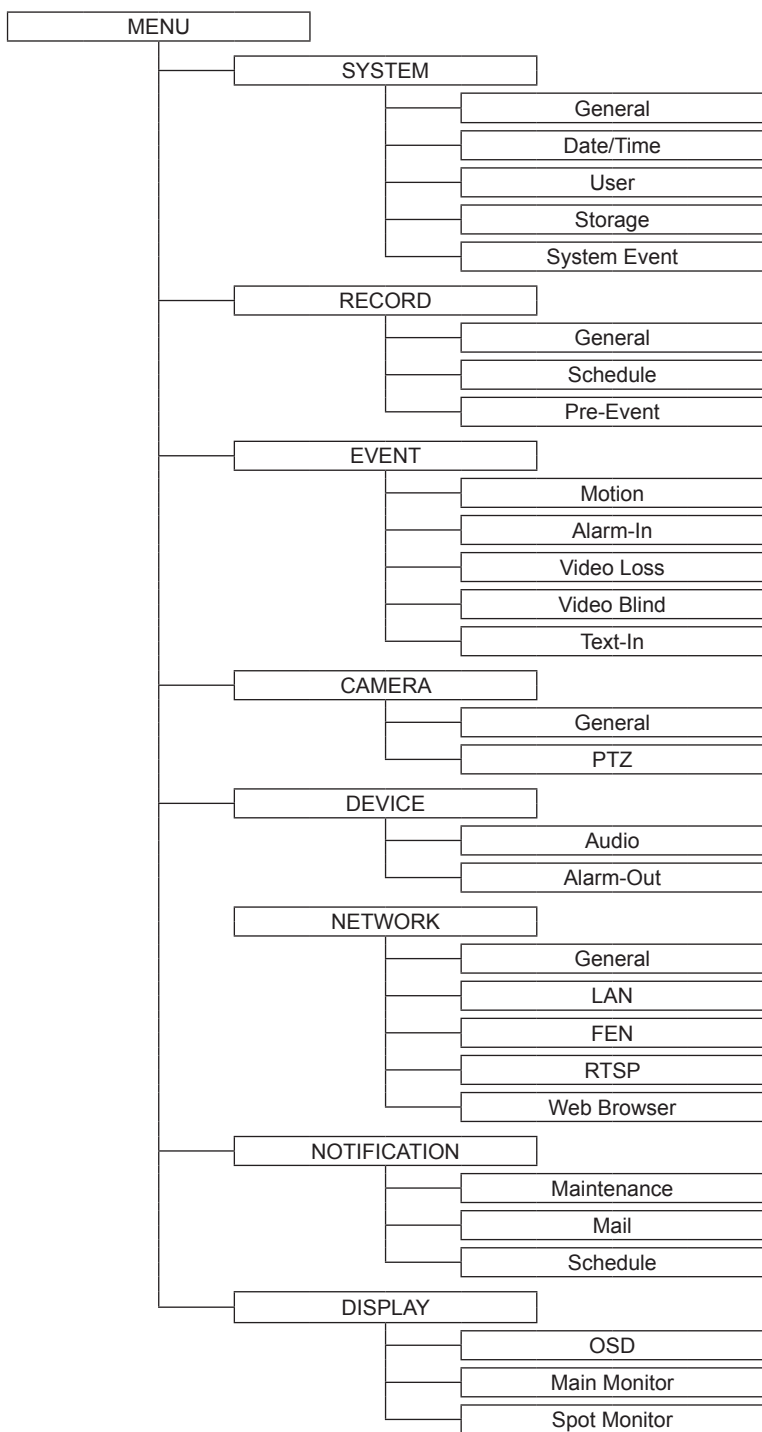 MENU
SYSTEM
General
Date/Time
User
Storage
System Event
RECORD
General
Schedule
Pre-Event
EVENT
Motion
Alarm-In
Video Loss
Video Blind
Text-In
CAMERA
General
PTZ
DEVICE
Audio
Alarm-Out
NETWORK
General
LAN
FEN
RTSP
Web Browser
NOTIFICATION
Maintenance
Mail
Schedule
DISPLAY
OSD
Main Monitor
Spot Monitor